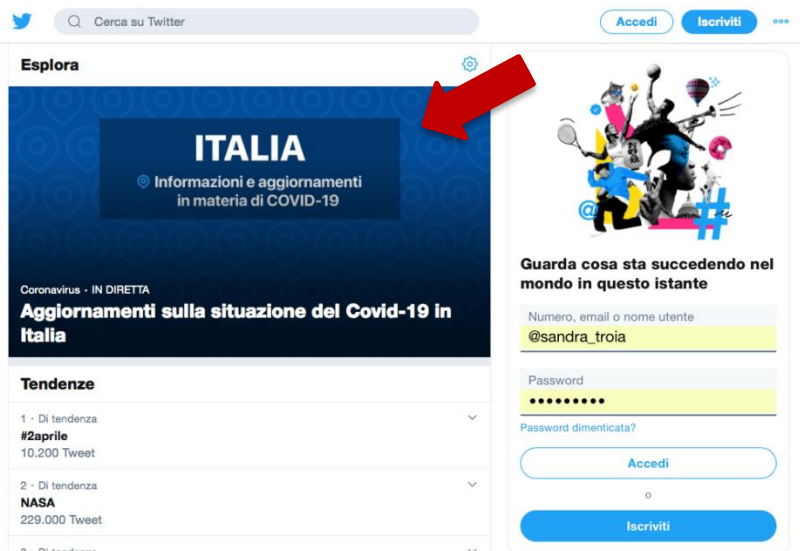 Cerca su Twitter
Accedi
Iscriviti
Esplora
ITALIA
Informazioni e aggiornamenti
in materia di COVID-19
Coronavirus · IN DIRETTA
Aggiornamenti sulla situazione del Covid-19 in
Italia
Tendenze
1 · Di tendenza
#2aprile
10.200 Tweet
2 · Di tendenza
NASA
229.000 Tweet
@
#
Guarda cosa sta succedendo nel
mondo in questo istante
Numero, email o nome utente
@sandra_troia
Password
•••••••••
Password dimenticata?
Accedi
o
Iscriviti